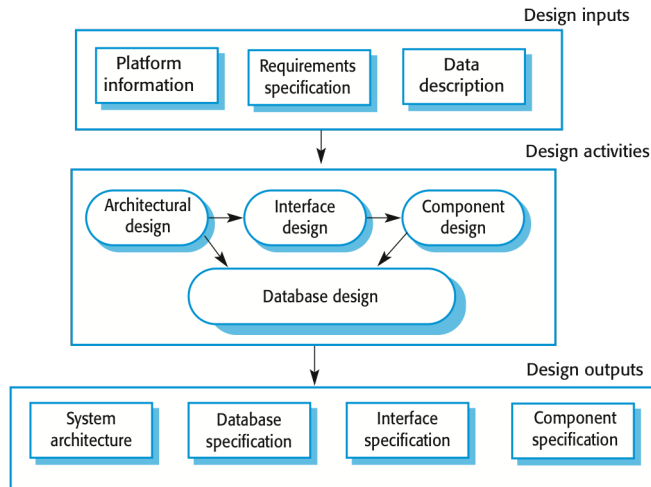 Design inputs
Platform
information
Requirements
specification
Data
description
Design activities
Architectural
design
Interface
design
Component
design
Database design
Design outputs
System
architecture
Database
specification
Interface
specification
Component
specification